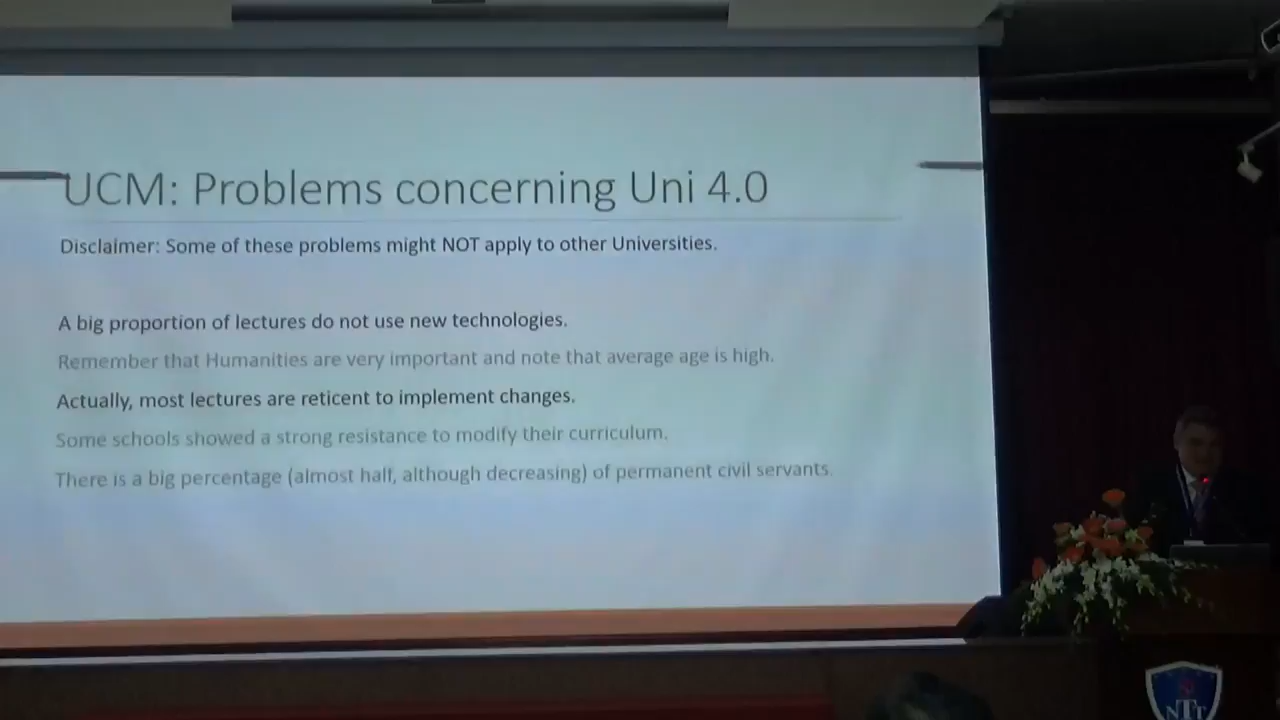 UCM: Problems concerning Uni 4.0
Disclaimer: Some of these problems might NOT apply to other Universities.
A big proportion of lectures do not use new technologies.
Remember that Humanities are very important and note that average age is high.
Actually, most lectures are reticent to implement changes.
Some schools showed a strong resistance to modify their curriculum.
There is a big percentage (almost half, although decreasing) of permanent civil servants.
NTT